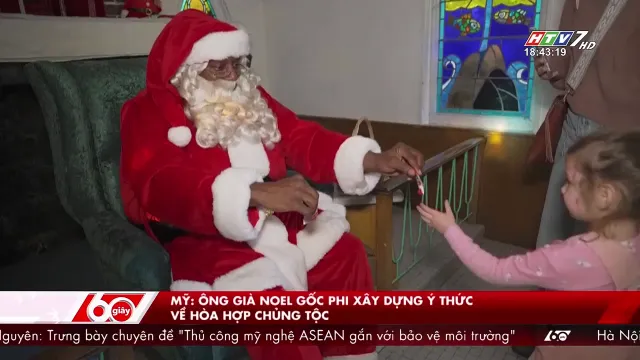 HTV7 HD
18:43:19
60 giây
MỸ: ÔNG GIÀ NOEL GỐC PHI XÂY DỰNG Ý THỨC
VỀ HÒA HỢP CHỦNG TỘC
Nguyên: Trưng bày chuyên đề "Thủ công mỹ nghệ ASEAN gắn với bảo vệ môi trường"
60s
Hà N